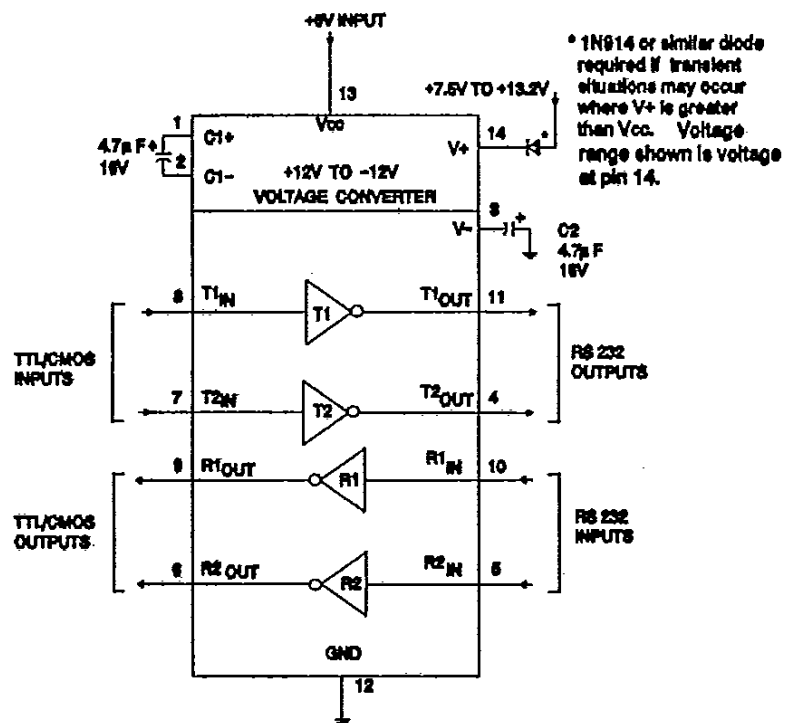 +5V INPUT
* 1N914 or similar diode
required if transient
situations may occur
where V+ is greater
than Vcc. Voltage
range shown is voltage
at pin 14.
+7.5V TO +13.2V
13
Vcc
1
C1+
4.7µF +
16V
2
C1-
V+
14
*
+12V TO -12V
VOLTAGE CONVERTER
3
V-
+
C2
4.7µF
16V
8
T1IN
T1
T1OUT
11
TTL/CMOS
INPUTS
RS 232
OUTPUTS
7
T2IN
T2
T2OUT
4
9
R1OUT
R1
R1IN
10
TTL/CMOS
OUTPUTS
RS 232
INPUTS
6
R2OUT
R2
R2IN
5
GND
12